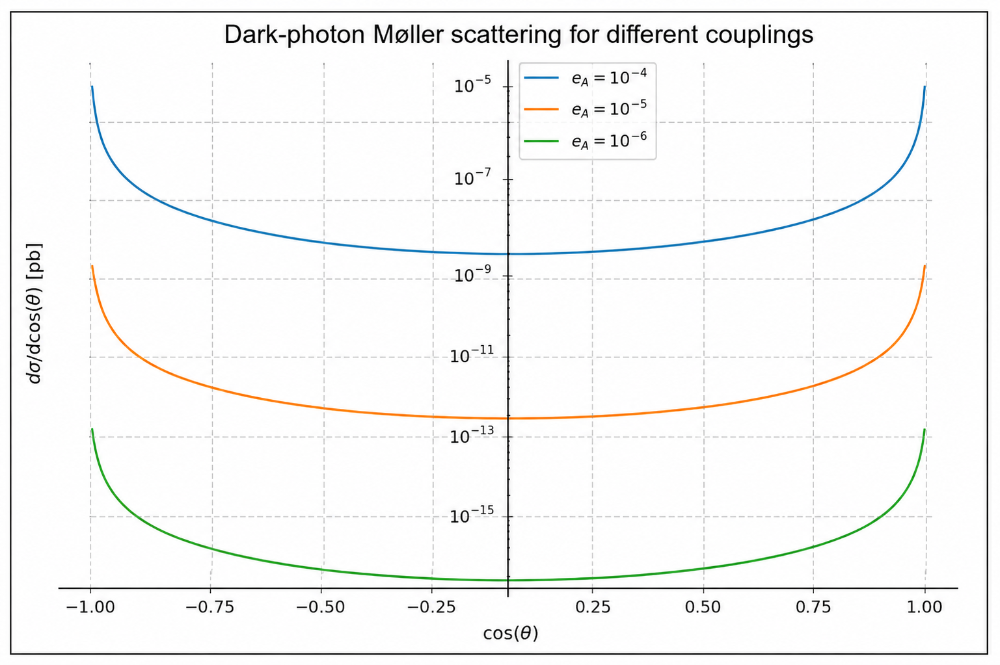 Dark-photon Møller scattering for different couplings
e_A = 10⁻⁴
e_A = 10⁻⁵
e_A = 10⁻⁶
10⁻⁵
10⁻⁷
10⁻⁹
10⁻¹¹
10⁻¹³
10⁻¹⁵
dσ/dcos(θ) [pb]
−1.00 −0.75 −0.50 −0.25 0.25 0.50 0.75 1.00
cos(θ)